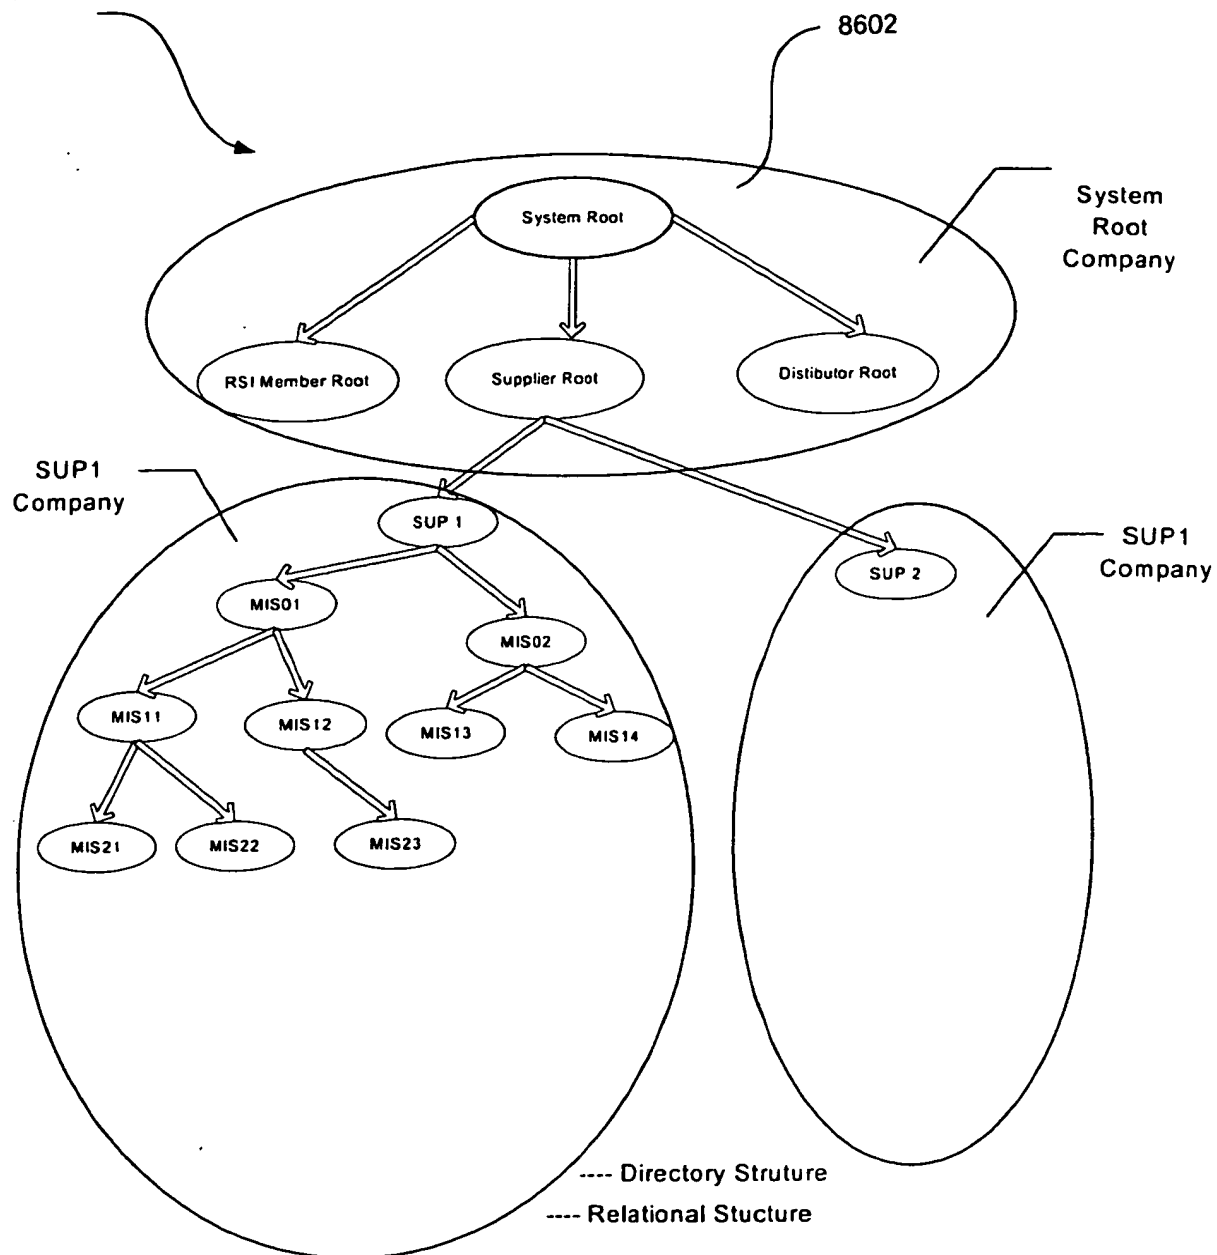 8602
System Root
System
Root
Company
RSI Member Root
Supplier Root
Distibutor Root
SUP1
Company
SUP 1
SUP1
Company
SUP 2
MIS01
MIS02
MIS11
MIS12
MIS13
MIS14
MIS21
MIS22
MIS23
---- Directory Struture
---- Relational Stucture